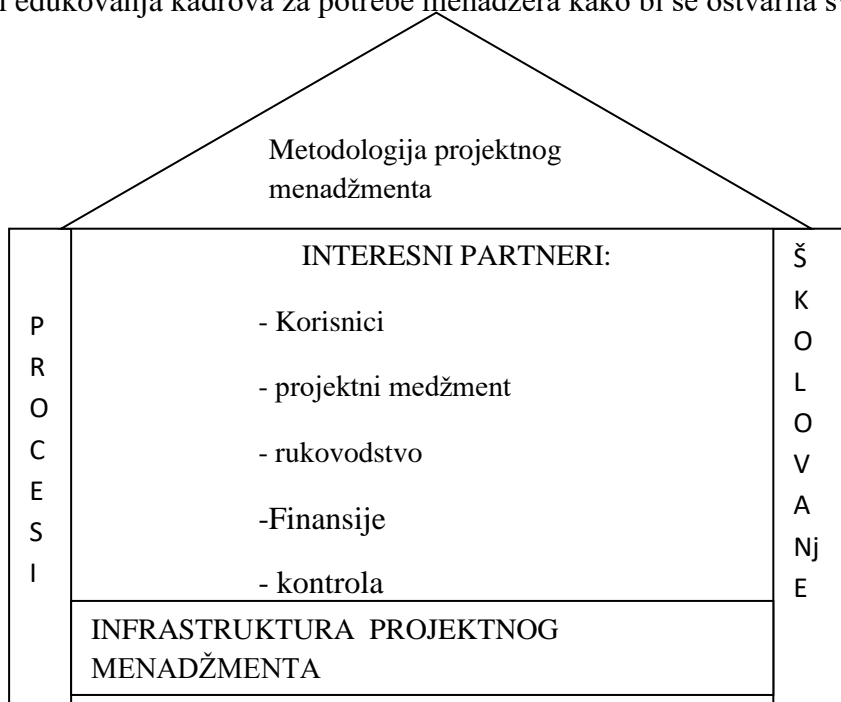 i edukovanja kadrova za potrebe menadžera kako bi se ostvarila
Metodologija projektnog
menadžmenta
INTERESNI PARTNERI:
- Korisnici
- projektni medžment
- rukovodstvo
-Finansije
- kontrola
INFRASTRUKTURA PROJEKTNOG
MENADŽMENTA
P
R
O
C
E
S
I
Š
K
O
L
O
V
A
Nj
E